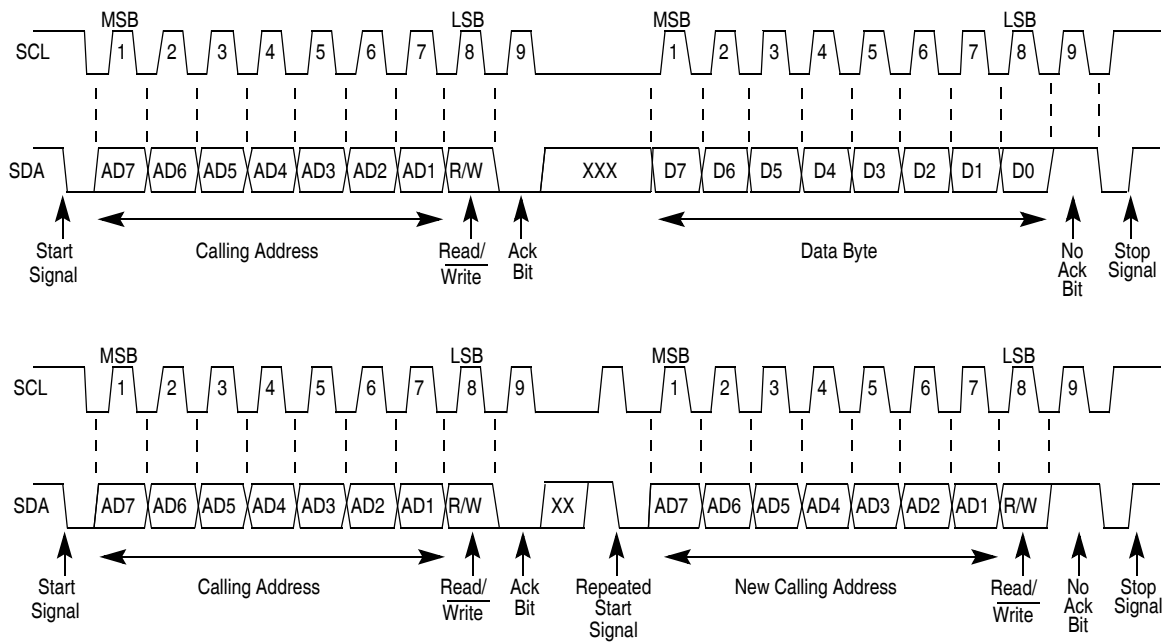 MSB LSB MSB LSB
SCL 1 2 3 4 5 6 7 8 9 1 2 3 4 5 6 7 8 9
SDA AD7 AD6 AD5 AD4 AD3 AD2 AD1 R/W XXX D7 D6 D5 D4 D3 D2 D1 D0
Start Calling Address Read/ Ack Data Byte No Stop
Signal Write Bit Ack Signal
Bit
MSB LSB MSB LSB
SCL 1 2 3 4 5 6 7 8 9 1 2 3 4 5 6 7 8 9
SDA AD7 AD6 AD5 AD4 AD3 AD2 AD1 R/W XX AD7 AD6 AD5 AD4 AD3 AD2 AD1 R/W
Start Calling Address Read/ Ack Repeated New Calling Address Read/ No Stop
Signal Write Bit Start Write Ack Signal
Signal Bit